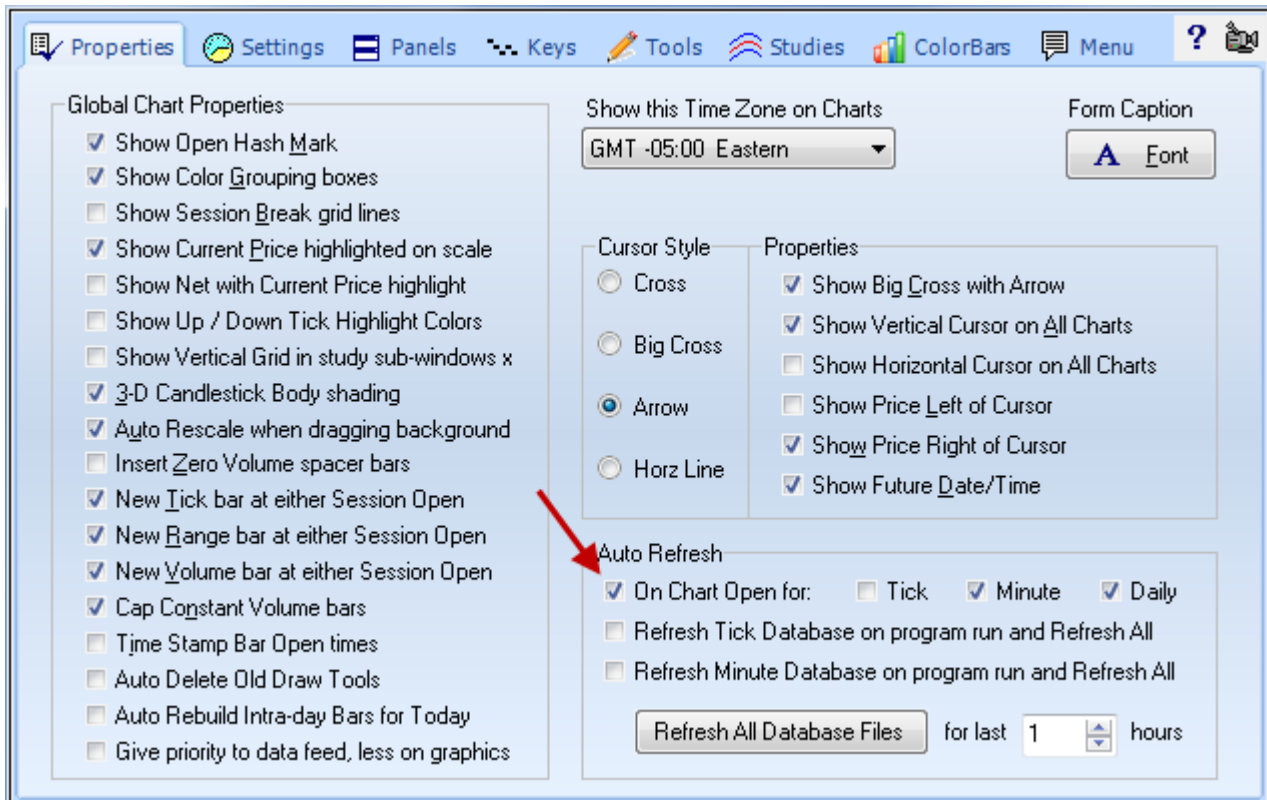 Properties Settings Panels Keys Tools Studies ColorBars Menu ?
Global Chart Properties
Show Open Hash Mark
Show Color Grouping boxes
Show Session Break grid lines
Show Current Price highlighted on scale
Show Net with Current Price highlight
Show Up / Down Tick Highlight Colors
Show Vertical Grid in study sub-windows x
3-D Candlestick Body shading
Auto Rescale when dragging background
Insert Zero Volume spacer bars
New Tick bar at either Session Open
New Range bar at either Session Open
New Volume bar at either Session Open
Cap Constant Volume bars
Time Stamp Bar Open times
Auto Delete Old Draw Tools
Auto Rebuild Intra-day Bars for Today
Give priority to data feed, less on graphics
Show this Time Zone on Charts
GMT -05:00 Eastern
Form Caption
A Font
Cursor Style
Cross
Big Cross
Arrow
Horz Line
Properties
Show Big Cross with Arrow
Show Vertical Cursor on All Charts
Show Horizontal Cursor on All Charts
Show Price Left of Cursor
Show Price Right of Cursor
Show Future Date/Time
Auto Refresh
On Chart Open for: Tick Minute Daily
Refresh Tick Database on program run and Refresh All
Refresh Minute Database on program run and Refresh All
Refresh All Database Files for last 1 hours